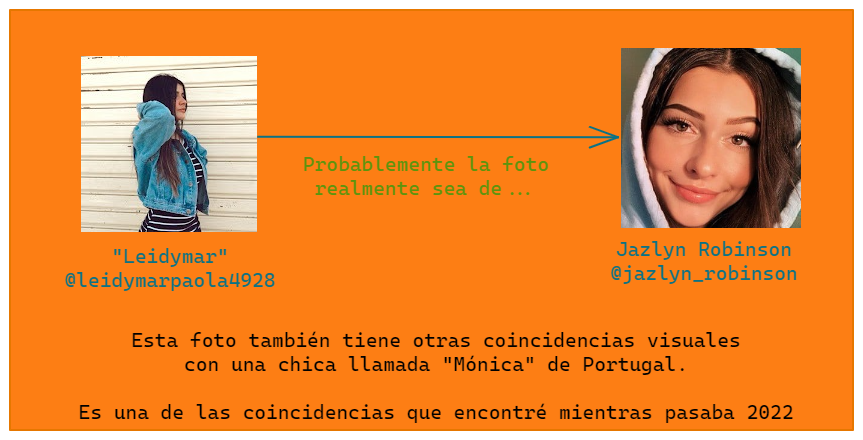 Probablemente la foto
realmente sea de...
"Leidymar"
@leidymarpaola4928
Jazlyn Robinson
@jazlyn_robinson
Esta foto también tiene otras coincidencias visuales
con una chica llamada "Mónica" de Portugal.
Es una de las coincidencias que encontré mientras pasaba 2022